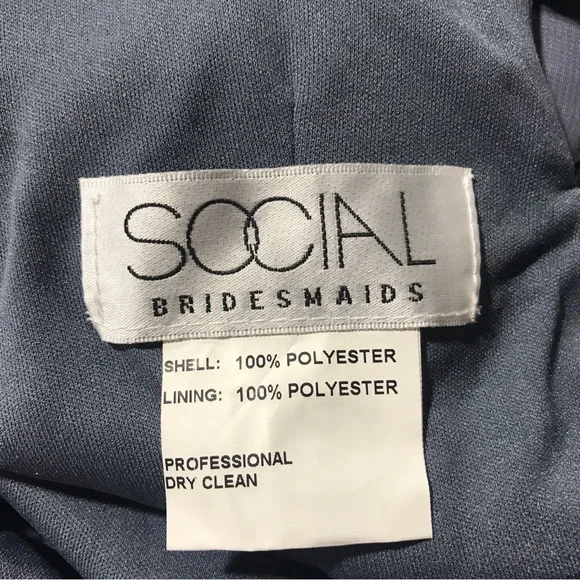 SOCIAL
BRIDESMAIDS
SHELL: 100% POLYESTER
LINING: 100% POLYESTER
PROFESSIONAL
DRY CLEAN